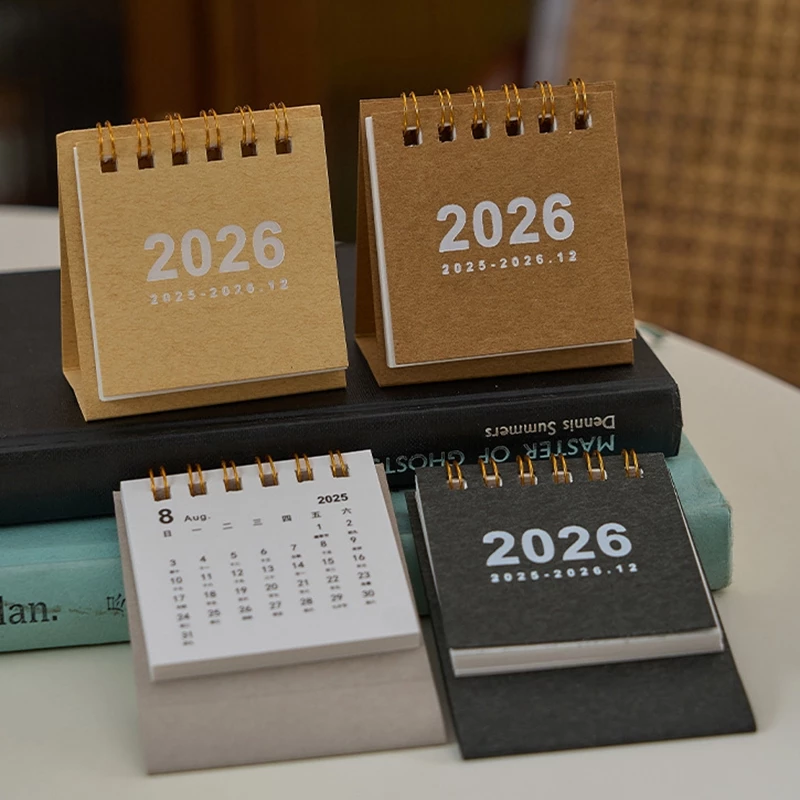 2026
2025-2026.12
2026
2025-2026.12
Dennis Summers
MASTER OF GHOSTS
8 Aug. 2025
日 一 二 三 四 五 六
1 2
3 4 5 6 7 8 9
10 11 12 13 14 15 16
17 18 19 20 21 22 23
24 25 26 27 28 29 30
31
2026
2025-2026.12
lan.